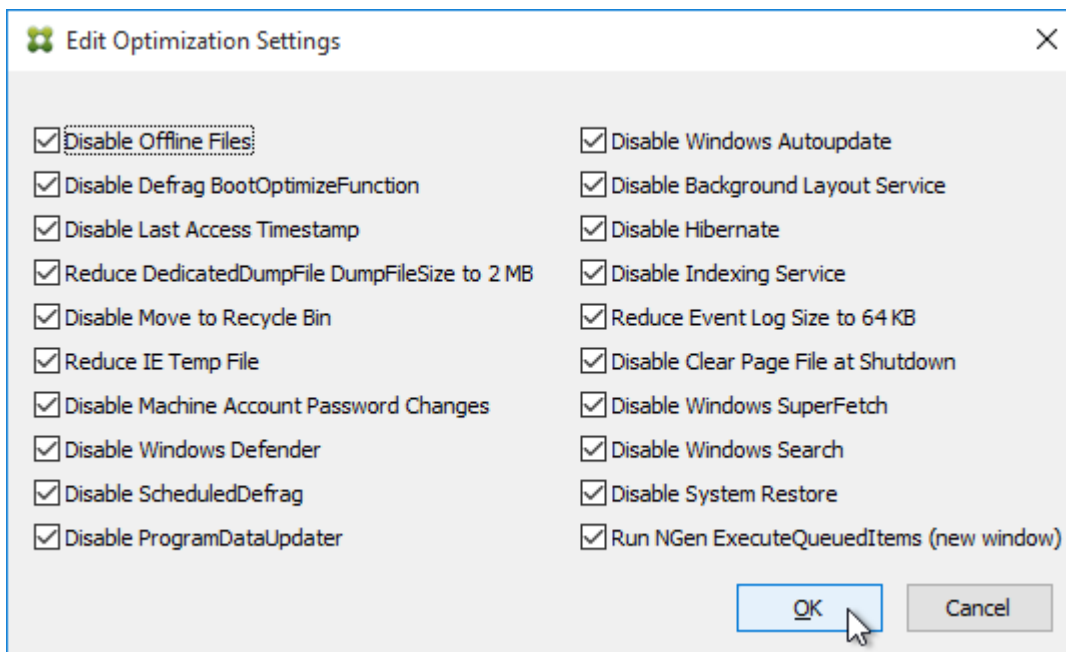 Edit Optimization Settings
Disable Offline Files
Disable Defrag BootOptimizeFunction
Disable Last Access Timestamp
Reduce DedicatedDumpFile DumpFileSize to 2 MB
Disable Move to Recycle Bin
Reduce IE Temp File
Disable Machine Account Password Changes
Disable Windows Defender
Disable ScheduledDefrag
Disable ProgramDataUpdater
Disable Windows Autoupdate
Disable Background Layout Service
Disable Hibernate
Disable Indexing Service
Reduce Event Log Size to 64 KB
Disable Clear Page File at Shutdown
Disable Windows SuperFetch
Disable Windows Search
Disable System Restore
Run NGen ExecuteQueuedItems (new window)
OK
Cancel